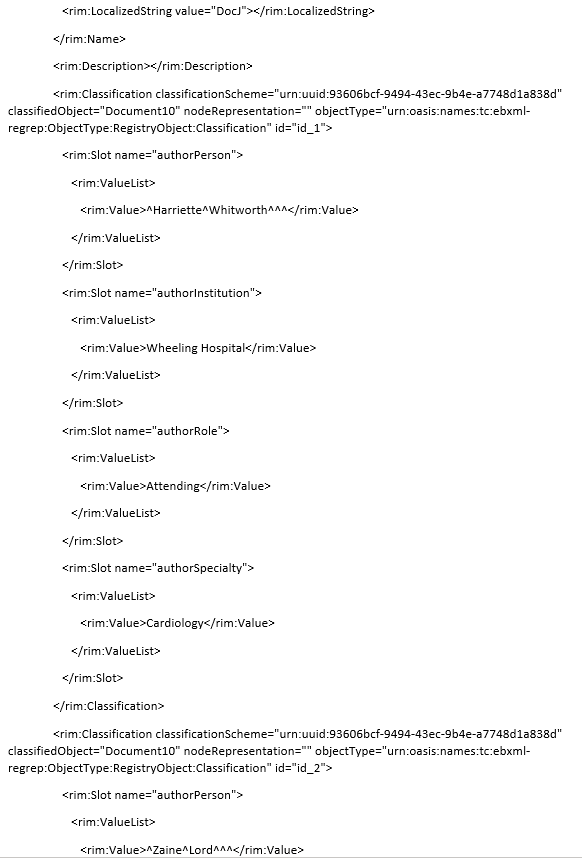 <rim:LocalizedString value="DocJ"></rim:LocalizedString>
</rim:Name>
<rim:Description></rim:Description>
<rim:Classification classificationScheme="urn:uuid:93606bcf-9494-43ec-9b4e-a7748d1a838d"
classifiedObject="Document10" nodeRepresentation="" objectType="urn:oasis:names:tc:ebxml-
regrep:ObjectType:RegistryObject:Classification" id="id_1">
<rim:Slot name="authorPerson">
<rim:ValueList>
<rim:Value>^Harriette^Whitworth^^^</rim:Value>
</rim:ValueList>
</rim:Slot>
<rim:Slot name="authorInstitution">
<rim:ValueList>
<rim:Value>Wheeling Hospital</rim:Value>
</rim:ValueList>
</rim:Slot>
<rim:Slot name="authorRole">
<rim:ValueList>
<rim:Value>Attending</rim:Value>
</rim:ValueList>
</rim:Slot>
<rim:Slot name="authorSpecialty">
<rim:ValueList>
<rim:Value>Cardiology</rim:Value>
</rim:ValueList>
</rim:Slot>
</rim:Classification>
<rim:Classification classificationScheme="urn:uuid:93606bcf-9494-43ec-9b4e-a7748d1a838d"
classifiedObject="Document10" nodeRepresentation="" objectType="urn:oasis:names:tc:ebxml-
regrep:ObjectType:RegistryObject:Classification" id="id_2">
<rim:Slot name="authorPerson">
<rim:ValueList>
<rim:Value>^Zaine^Lord^^^</rim:Value>